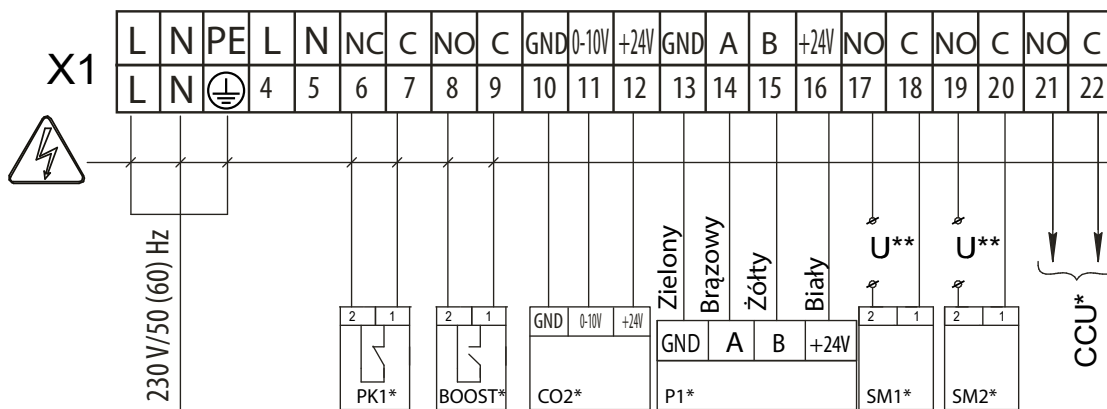 X1
L N PE L N NC C NO C GND 0-10V +24V GND A B +24V NO C NO C NO C
L N 4 5 6 7 8 9 10 11 12 13 14 15 16 17 18 19 20 21 22
230 V/50 (60) Hz
Zielony
Brązowy
Żółty
Biały
U** U**
CCU*
2 1
PK1*
2 1
BOOST*
GND 0-10V +24V
CO2*
GND A B +24V
P1*
2 1
SM1*
2 1
SM2*